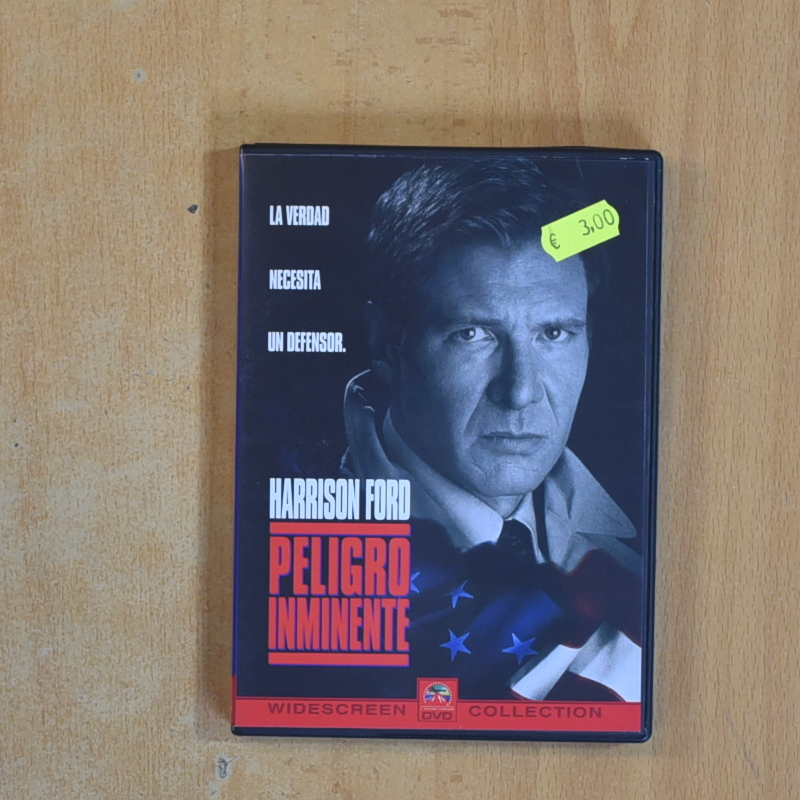 LA VERDAD
€ 3,00
NECESITA
UN DEFENSOR.
HARRISON FORD
PELIGRO
INMINENTE
WIDESCREEN DVD COLLECTION